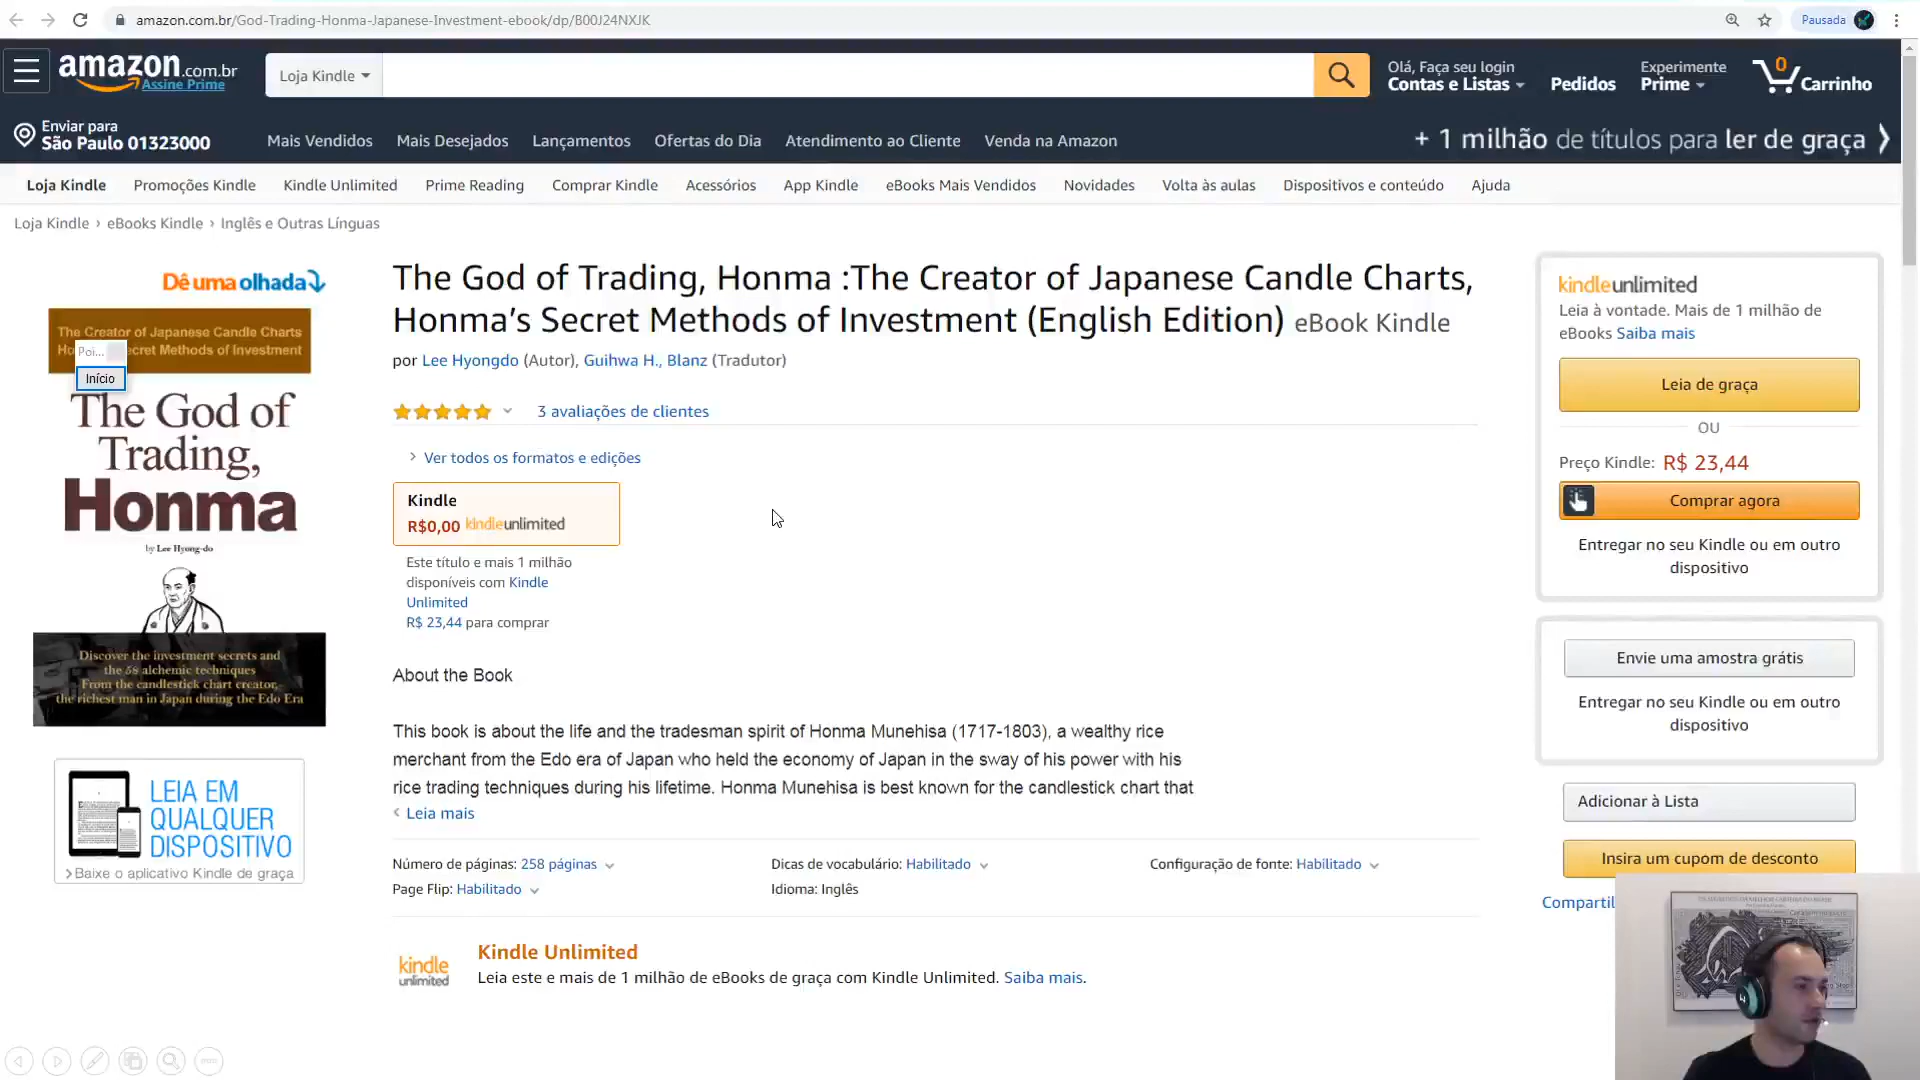 amazon.com.br/God-Trading-Honma-Japanese-Investment-ebook/dp/B00J24NXJK
Pausada
amazon.com.br
Assine Prime
Loja Kindle
Olá, Faça seu login
Contas e Listas
Pedidos
Experimente
Prime
0
Carrinho
Enviar para
São Paulo 01323000
Mais Vendidos
Mais Desejados
Lançamentos
Ofertas do Dia
Atendimento ao Cliente
Venda na Amazon
+ 1 milhão de títulos para ler de graça
Loja Kindle
Promoções Kindle
Kindle Unlimited
Prime Reading
Comprar Kindle
Acessórios
App Kindle
eBooks Mais Vendidos
Novidades
Volta às aulas
Dispositivos e conteúdo
Ajuda
Loja Kindle › eBooks Kindle › Inglês e Outras Línguas
Dê uma olhada
The Creator of Japanese Candle Charts
ecret Methods of Investment
Poi...
Início
The God of
Trading,
Honma
by Lee Hyong-do
Discover the investment secrets and
the 58 alchemic techniques
From the candlestick chart creator,
the richest man in Japan during the Edo Era
LEIA EM
QUALQUER
DISPOSITIVO
Baixe o aplicativo Kindle de graça
The God of Trading, Honma :The Creator of Japanese Candle Charts,
Honma’s Secret Methods of Investment (English Edition) eBook Kindle
por Lee Hyongdo (Autor), Guihwa H., Blanz (Tradutor)
3 avaliações de clientes
Ver todos os formatos e edições
Kindle
R$0,00 kindleunlimited
Este título e mais 1 milhão
disponíveis com Kindle
Unlimited
R$ 23,44 para comprar
About the Book
This book is about the life and the tradesman spirit of Honma Munehisa (1717-1803), a wealthy rice
merchant from the Edo era of Japan who held the economy of Japan in the sway of his power with his
rice trading techniques during his lifetime. Honma Munehisa is best known for the candlestick chart that
Leia mais
Número de páginas: 258 páginas
Dicas de vocabulário: Habilitado
Configuração de fonte: Habilitado
Page Flip: Habilitado
Idioma: Inglês
kindle
unlimited
Kindle Unlimited
Leia este e mais de 1 milhão de eBooks de graça com Kindle Unlimited. Saiba mais.
kindleunlimited
Leia à vontade. Mais de 1 milhão de
eBooks Saiba mais
Leia de graça
OU
Preço Kindle: R$ 23,44
Comprar agora
Entregar no seu Kindle ou em outro
dispositivo
Envie uma amostra grátis
Entregar no seu Kindle ou em outro
dispositivo
Adicionar à Lista
Insira um cupom de desconto
Compartil